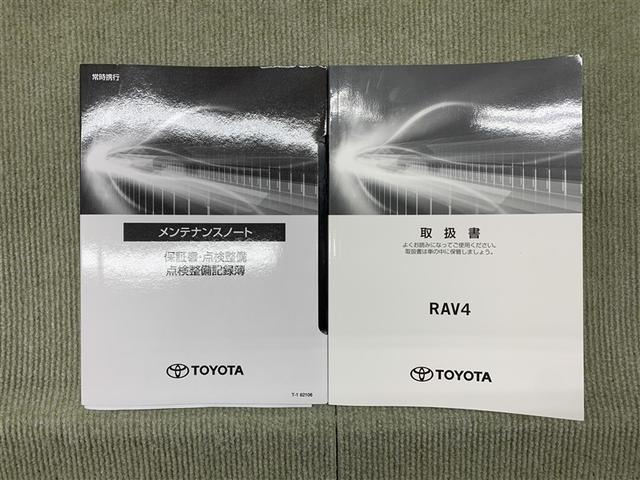 常時携行
メンテナンスノート
保証書・点検整備
点検整備記録簿
TOYOTA
T-1 62106
取扱書
よくお読みになってご使用ください。
取扱書は車の中に保管しましょう。
RAV4
TOYOTA